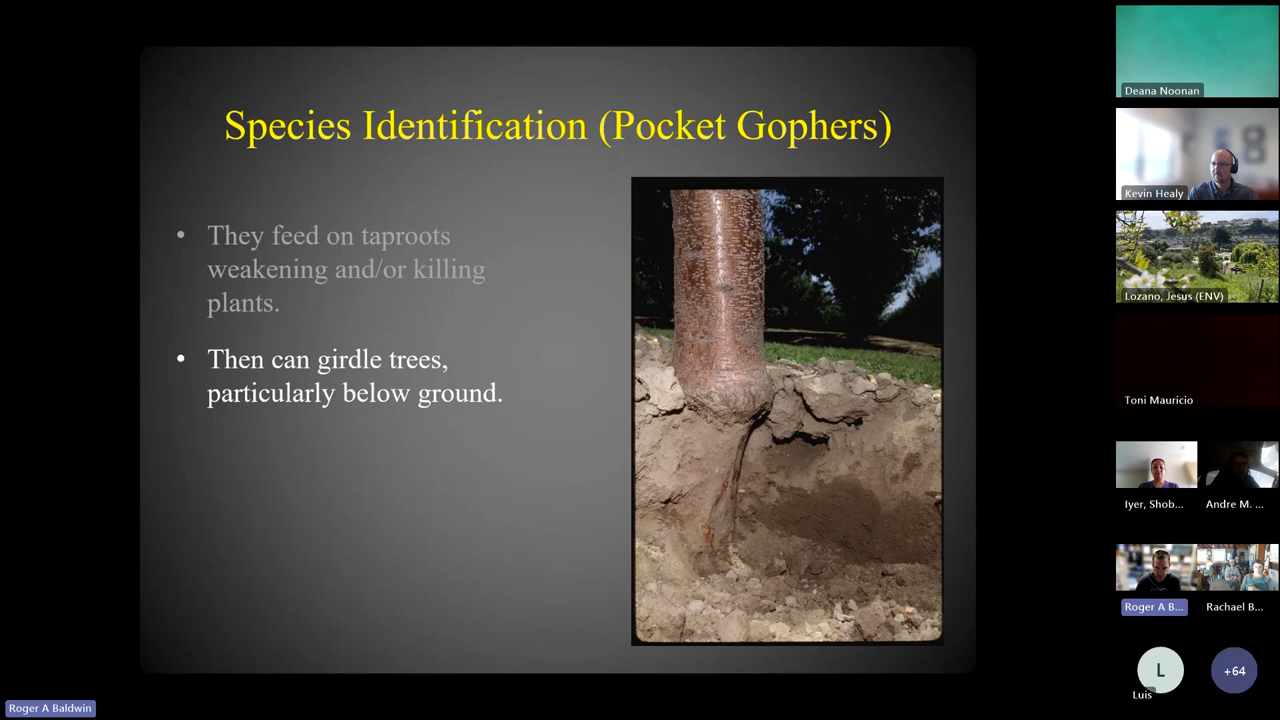 Species Identification (Pocket Gophers)
• They feed on taproots
weakening and/or killing
plants.
• Then can girdle trees,
particularly below ground.
Deana Noonan
Kevin Healy
Lozano, Jesus (ENV)
Toni Mauricio
Iyer, Shob...
Andre M. ...
Roger A B...
Rachael B...
L
Luis
+64
Roger A Baldwin